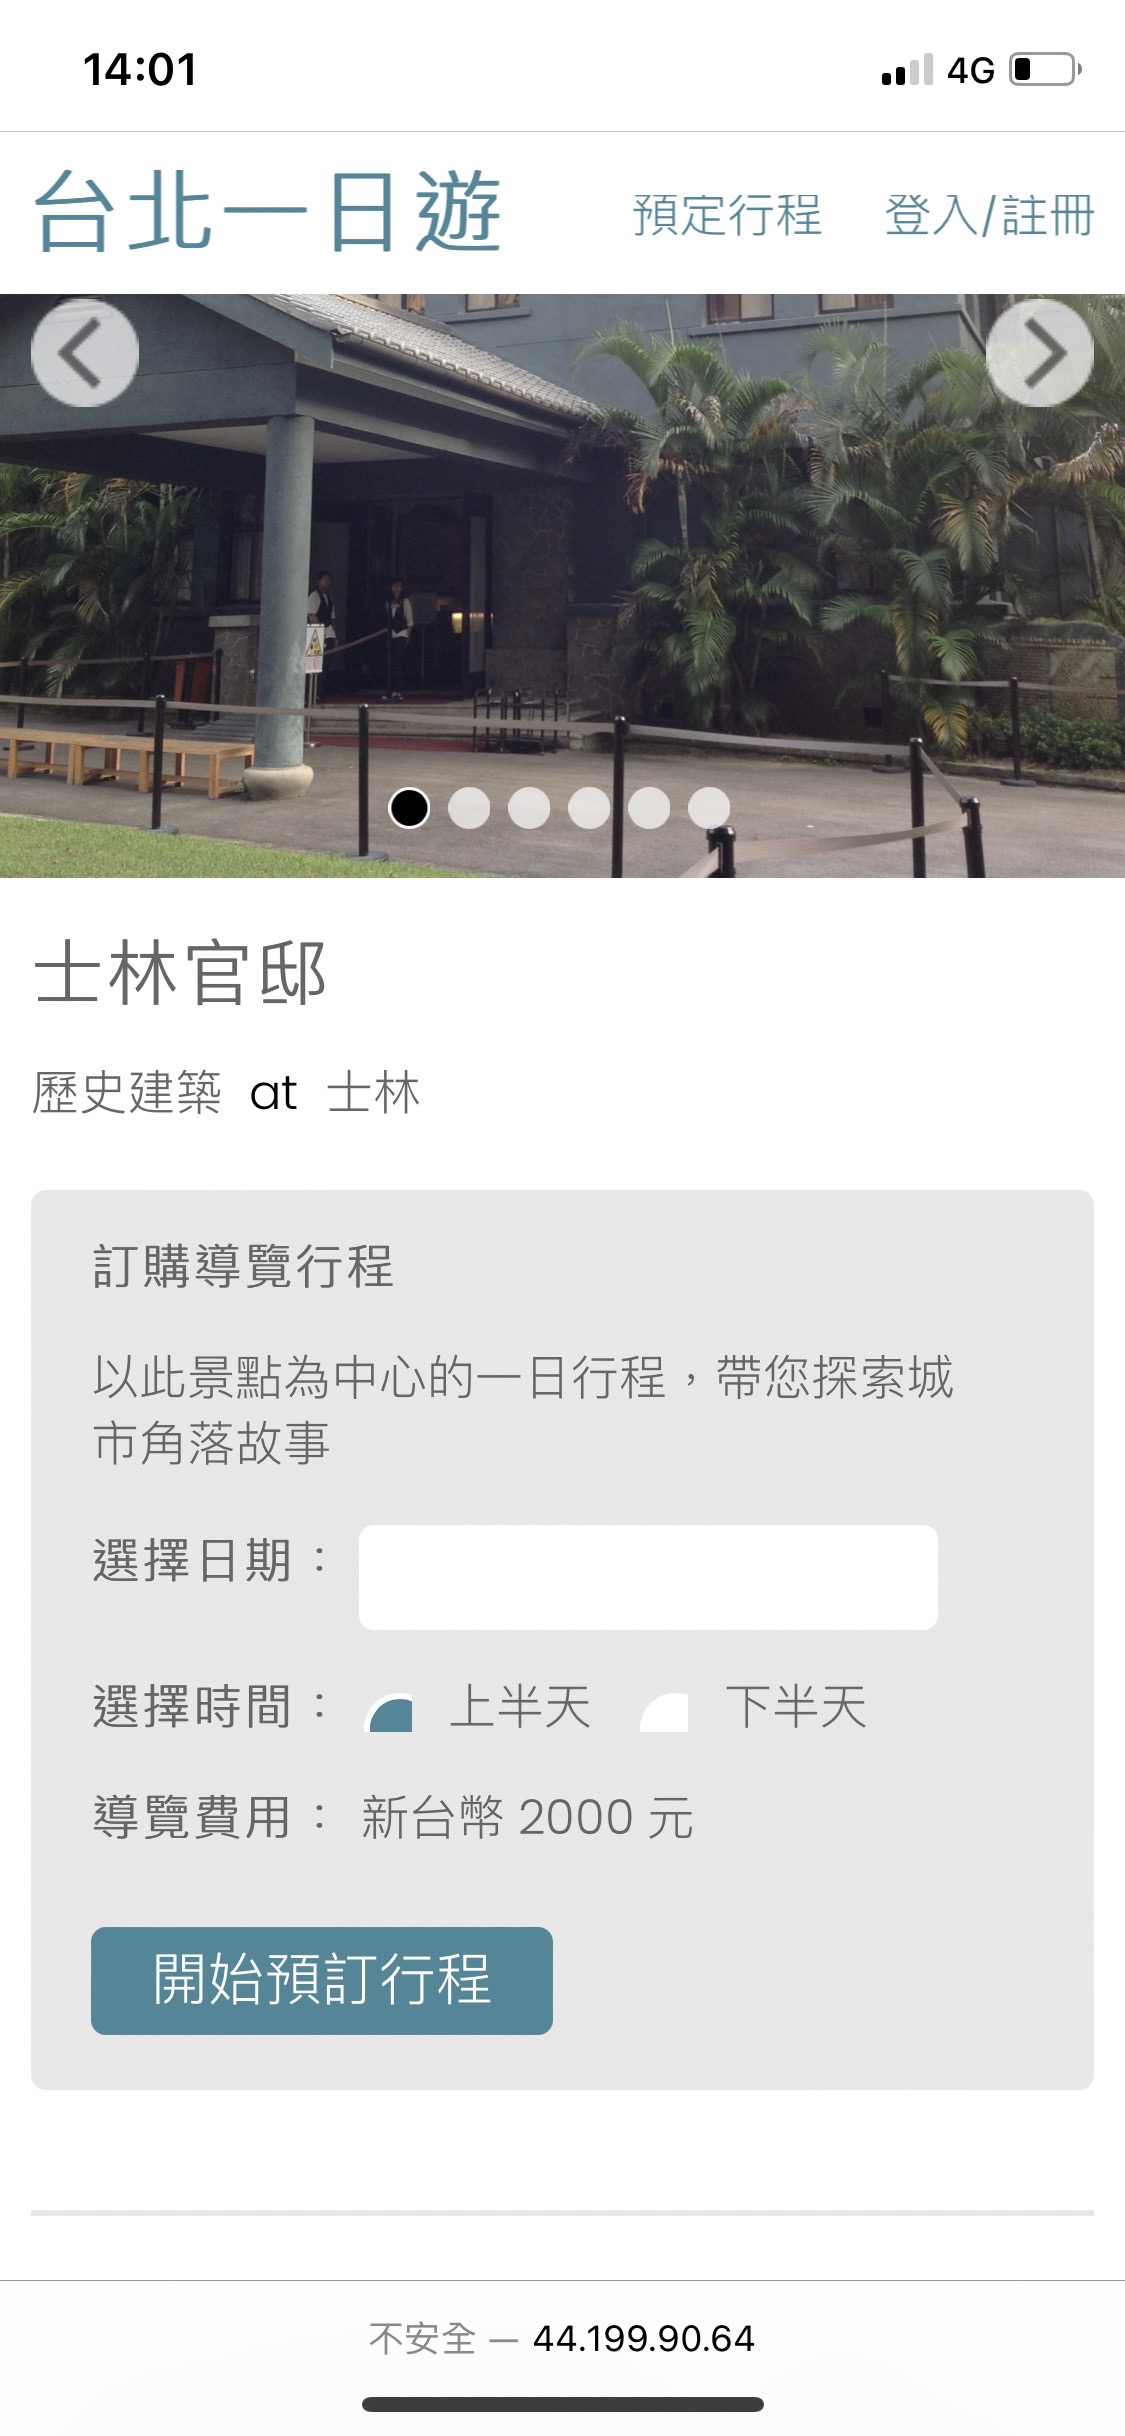 14:01 4G
台北一日遊 預定行程 登入/註冊
士林官邸
歷史建築 at 士林
訂購導覽行程
以此景點為中心的一日行程，帶您探索城
市角落故事
選擇日期：
選擇時間： 上半天 下半天
導覽費用： 新台幣 2000 元
開始預訂行程
不安全 — 44.199.90.64